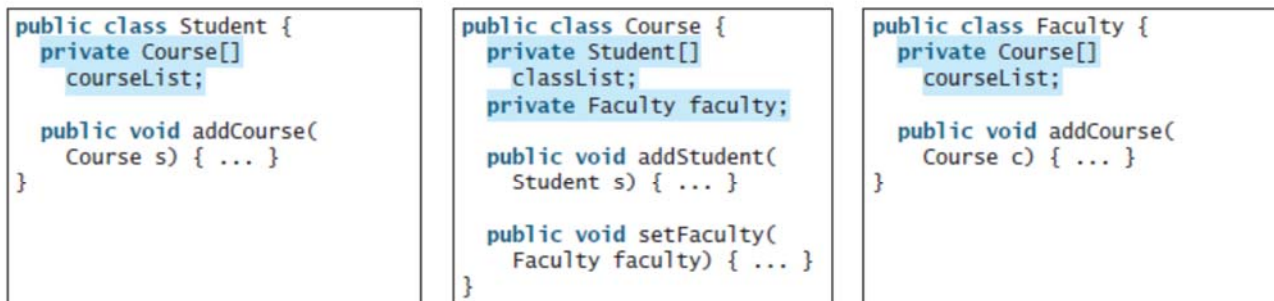 public class Student {
private Course[]
courseList;
public void addCourse(
Course s) { ... }
}
public class Course {
private Student[]
classList;
private Faculty faculty;
public void addStudent(
Student s) { ... }
public void setFaculty(
Faculty faculty) { ... }
}
public class Faculty {
private Course[]
courseList;
public void addCourse(
Course c) { ... }
}